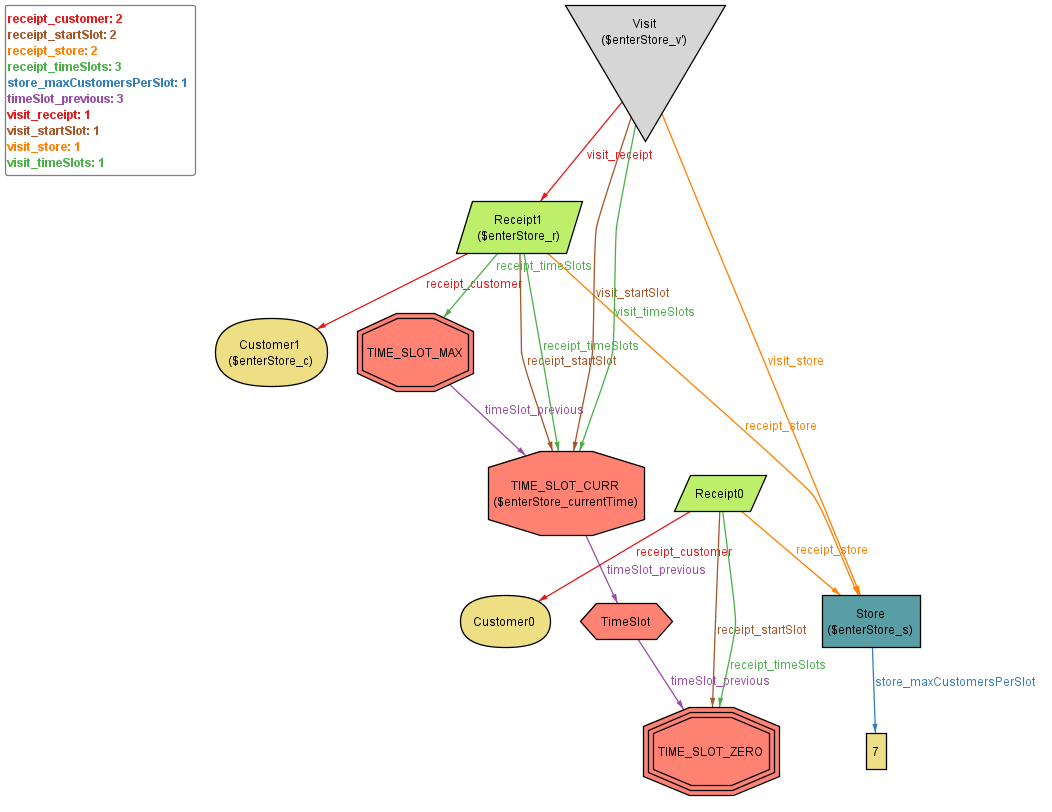 receipt_customer: 2
receipt_startSlot: 2
receipt_store: 2
receipt_timeSlots: 3
store_maxCustomersPerSlot: 1
timeSlot_previous: 3
visit_receipt: 1
visit_startSlot: 1
visit_store: 1
visit_timeSlots: 1
Visit
($enterStore_v')
visit_receipt
Receipt1
($enterStore_r)
receipt_timeSlots
receipt_customer
visit_startSlot
visit_timeSlots
Customer1
($enterStore_c)
TIME_SLOT_MAX
receipt_timeSlots
receipt_startSlot
visit_store
timeSlot_previous
receipt_store
TIME_SLOT_CURR
($enterStore_currentTime)
Receipt0
receipt_customer
receipt_store
timeSlot_previous
Customer0
TimeSlot
Store
($enterStore_s)
receipt_startSlot
receipt_timeSlots
timeSlot_previous
store_maxCustomersPerSlot
TIME_SLOT_ZERO
7